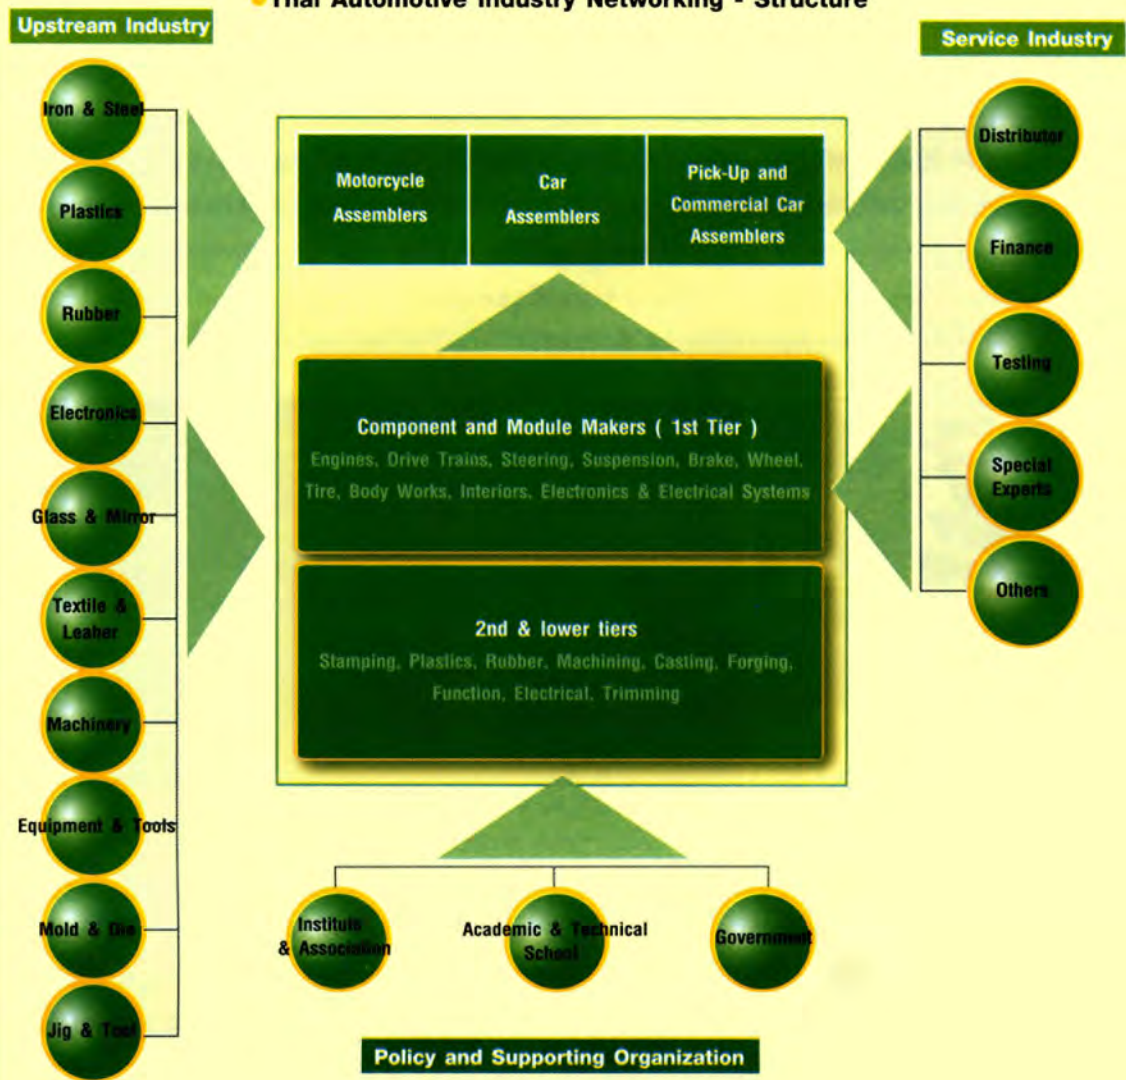 Thai Automotive Industry Networking - Structure
Upstream Industry
Service Industry
Iron & Steel
Plastics
Rubber
Electronics
Glass & Mirror
Textile &
Leaher
Machinery
Equipment & Tools
Mold & Die
Jig & Tool
Motorcycle
Assemblers
Car
Assemblers
Pick-Up and
Commercial Car
Assemblers
Component and Module Makers ( 1st Tier )
Engines, Drive Trains, Steering, Suspension, Brake, Wheel,
Tire, Body Works, Interiors, Electronics & Electrical Systems
2nd & lower tiers
Stamping, Plastics, Rubber, Machining, Casting, Forging,
Function, Electrical, Trimming
Distributor
Finance
Testing
Special
Experts
Others
Institute
& Association
Academic & Technical
School
Government
Policy and Supporting Organization